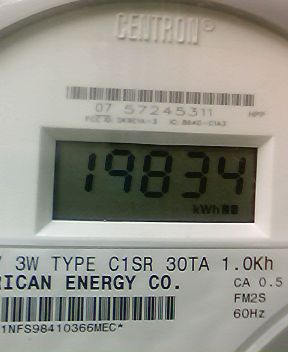 CENTRON®
07 57245311
HPP
19834
kWh
3W TYPE C1SR 30TA 1.0Kh
RICAN ENERGY CO.
CA 0.5
FM2S
60Hz
1NFS98410366MEC*